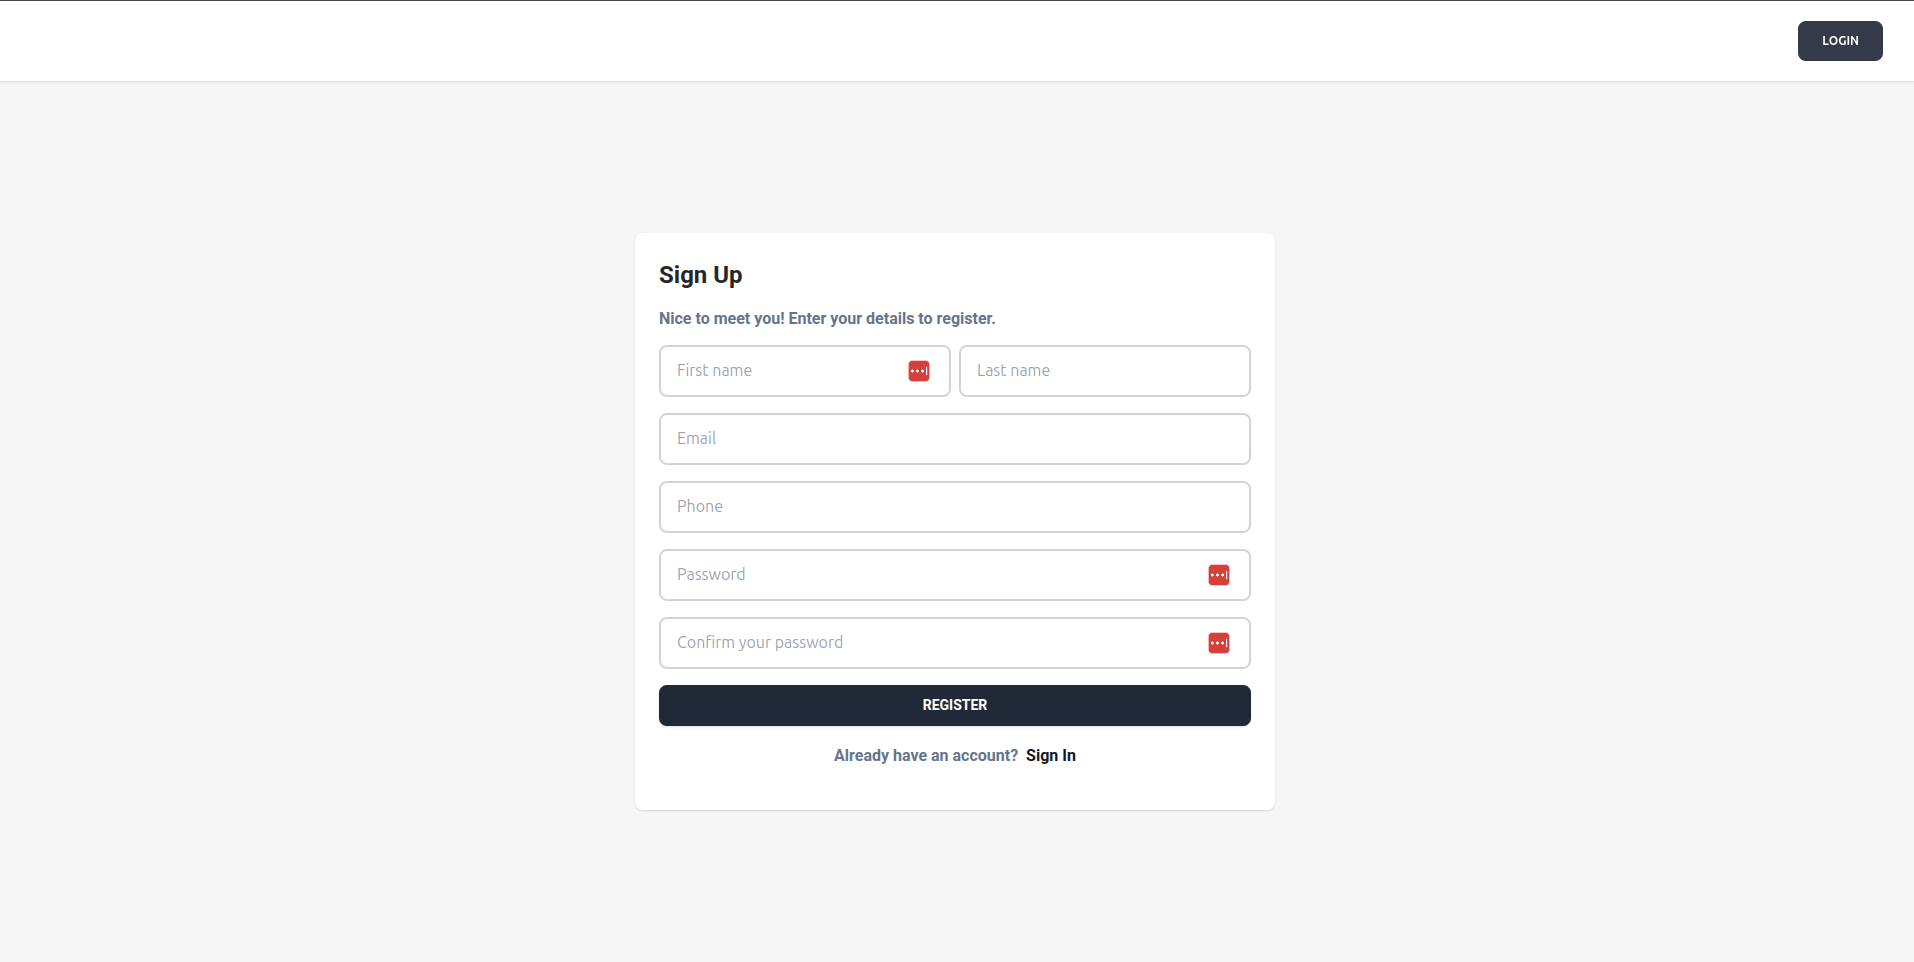 LOGIN
Sign Up
Nice to meet you! Enter your details to register.
First name Last name
Email
Phone
Password
Confirm your password
REGISTER
Already have an account? Sign In